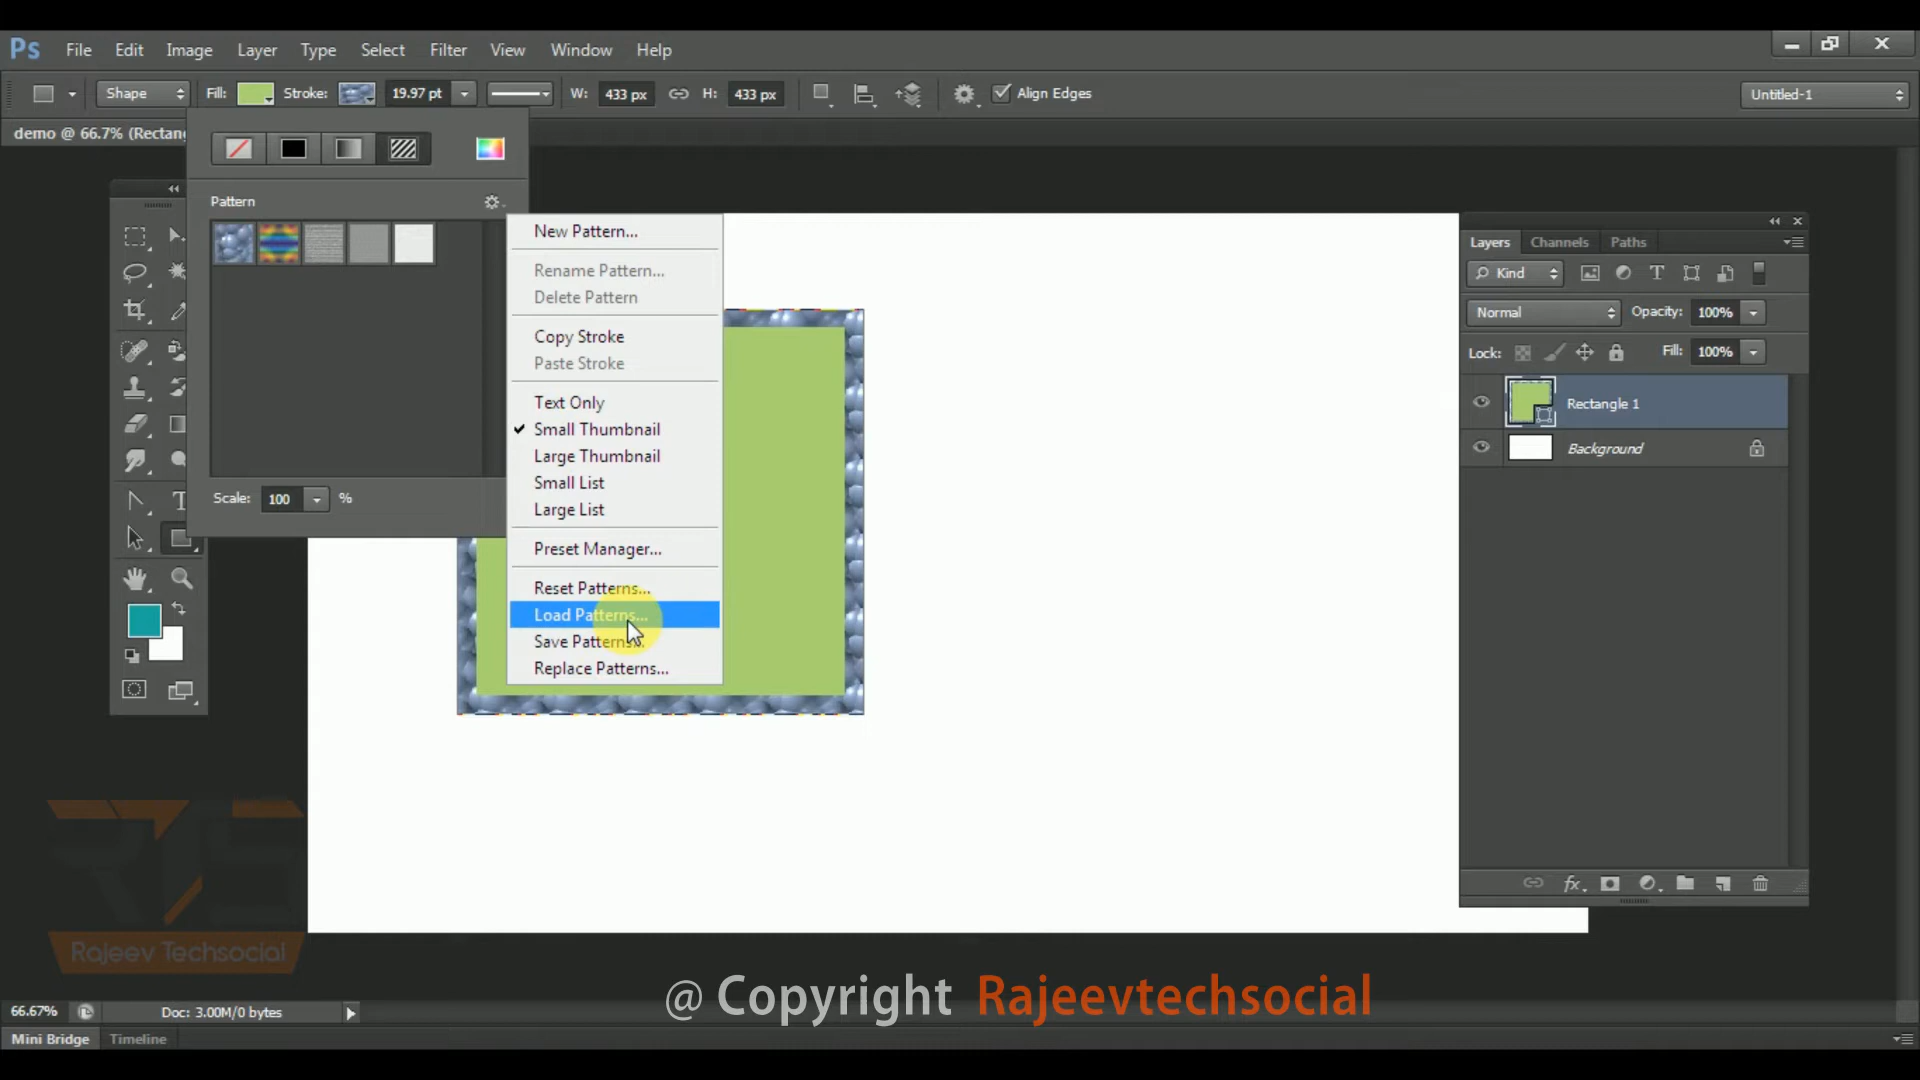 Ps File Edit Image Layer Type Select Filter View Window Help
Shape Fill: Stroke: 19.97 pt W: 433 px H: 433 px Align Edges Untitled-1
demo @ 66.7% (Rectang
Pattern
New Pattern...
Rename Pattern...
Delete Pattern
Copy Stroke
Paste Stroke
Text Only
Small Thumbnail
Large Thumbnail
Small List
Large List
Preset Manager...
Reset Patterns...
Load Patterns...
Save Patterns...
Replace Patterns...
Scale: 100 %
Layers Channels Paths
Kind
Normal Opacity: 100%
Lock: Fill: 100%
Rectangle 1
Background
RTS
Rajeev Techsocial
@ Copyright Rajeevtechsocial
66.67% Doc: 3.00M/0 bytes
Mini Bridge Timeline